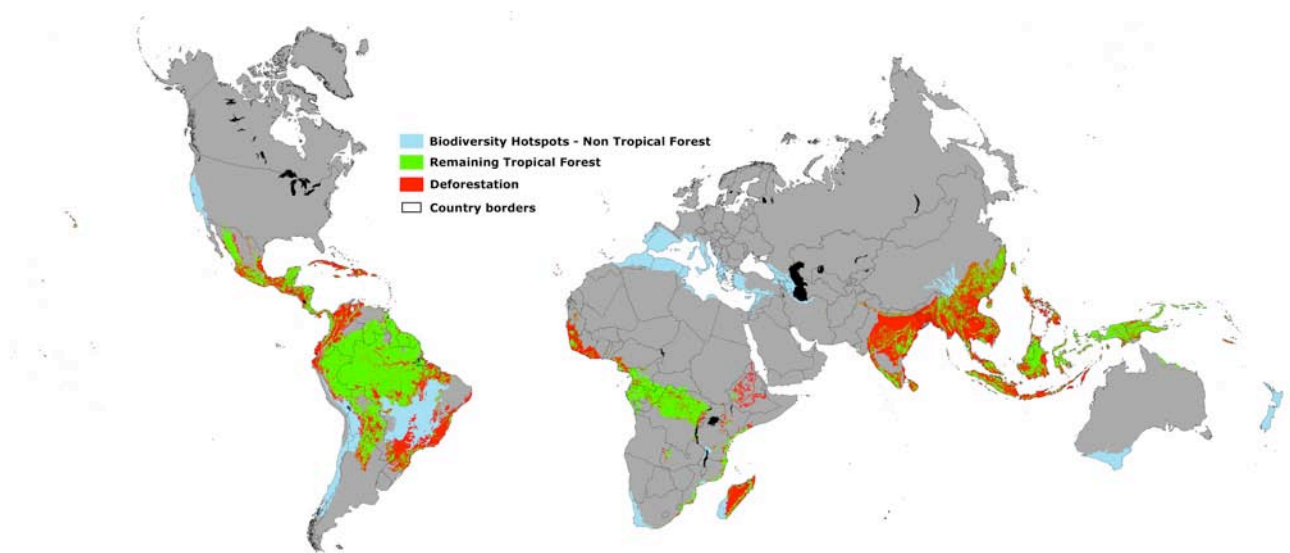 Biodiversity Hotspots - Non Tropical Forest
Remaining Tropical Forest
Deforestation
Country borders